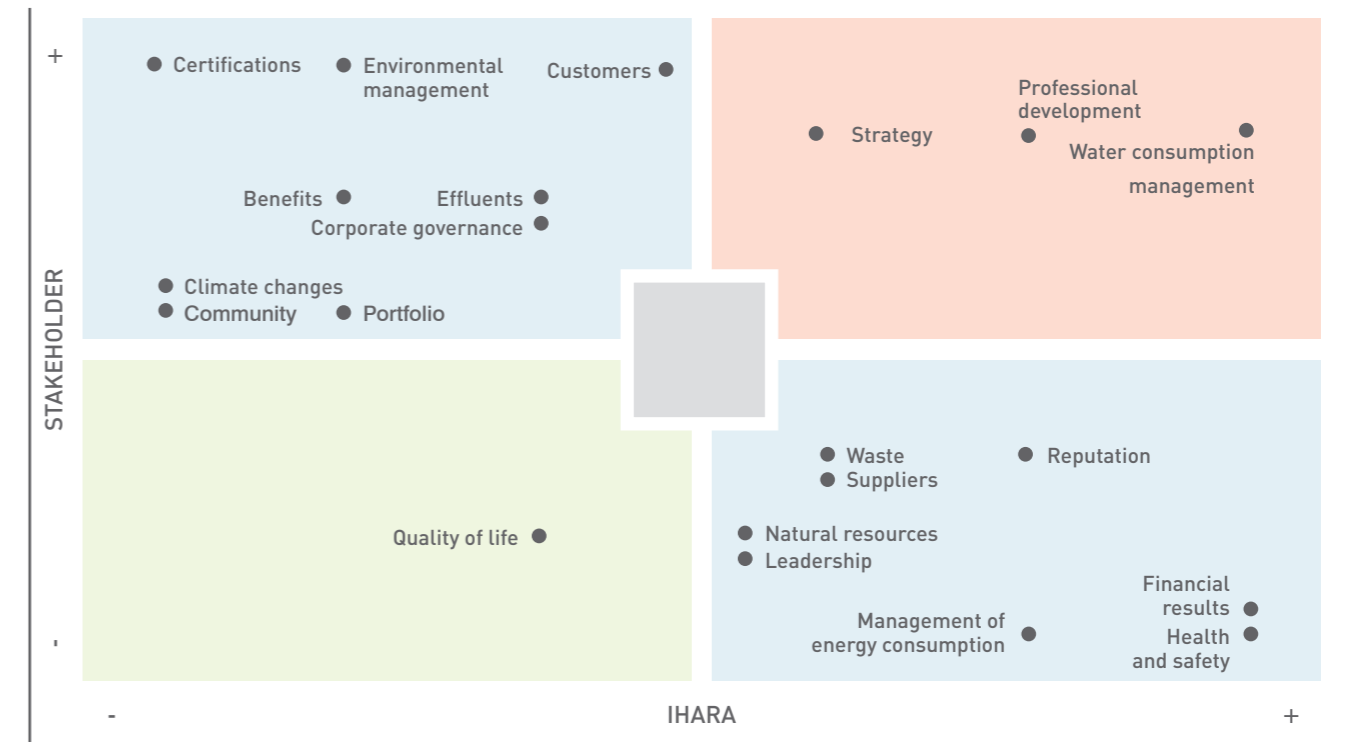 +
Certifications
Environmental
management
Customers
Professional
development
Strategy
Water consumption
management
Benefits
Effluents
Corporate governance
Climate changes
Community
Portfolio
STAKEHOLDER
Waste
Reputation
Suppliers
Quality of life
Natural resources
Leadership
Financial
results
Management of
energy consumption
Health
and safety
-
-
IHARA
+